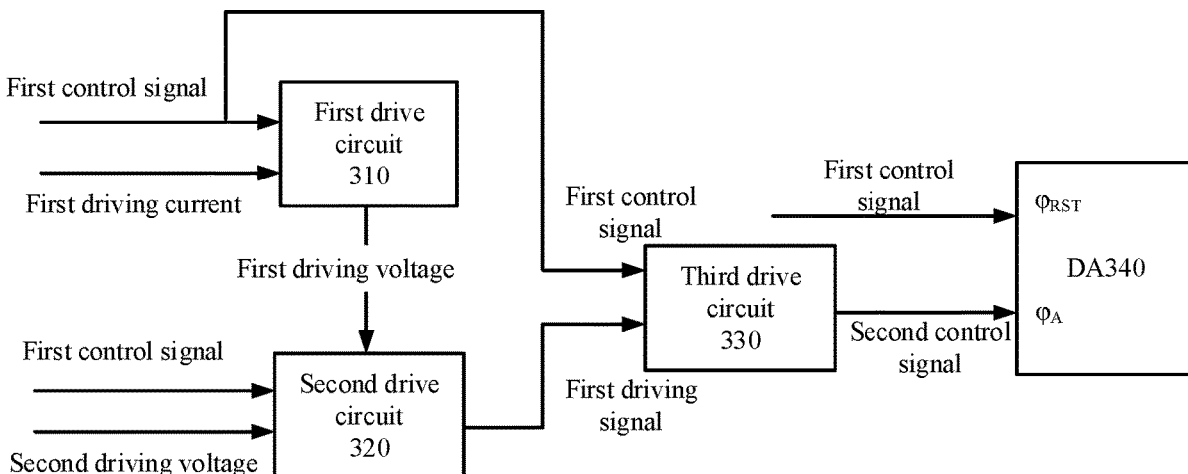 First control signal
First drive
circuit
310
First driving current
First driving voltage
First control
signal
First control
signal
φRST
DA340
φA
Third drive
circuit
330
Second control
signal
First control signal
Second drive
circuit
320
First driving
signal
Second driving voltage